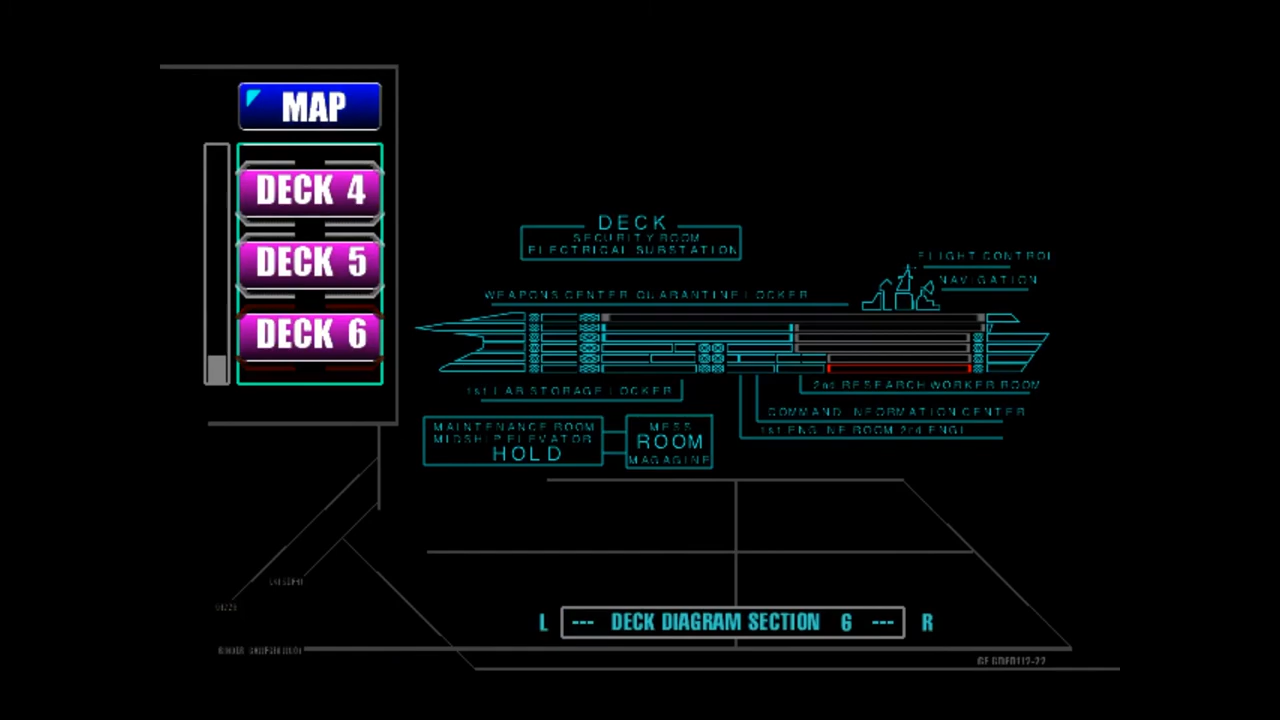 MAP
DECK 4
DECK 5
DECK 6
DECK
SECURITY ROOM
ELECTRICAL SUBSTATION
FLIGHT CONTROL
NAVIGATION
WEAPONS CENTER QUARANTINE LOCKER
1st LAB STORAGE LOCKER
2nd RESEARCH WORKER ROOM
COMMAND INFORMATION CENTER
1st ENGINE ROOM 2nd ENGI
MAINTENANCE ROOM
MIDSHIP ELEVATOR
HOLD
MESS
ROOM
MAGAGINE
L --- DECK DIAGRAM SECTION 6 --- R